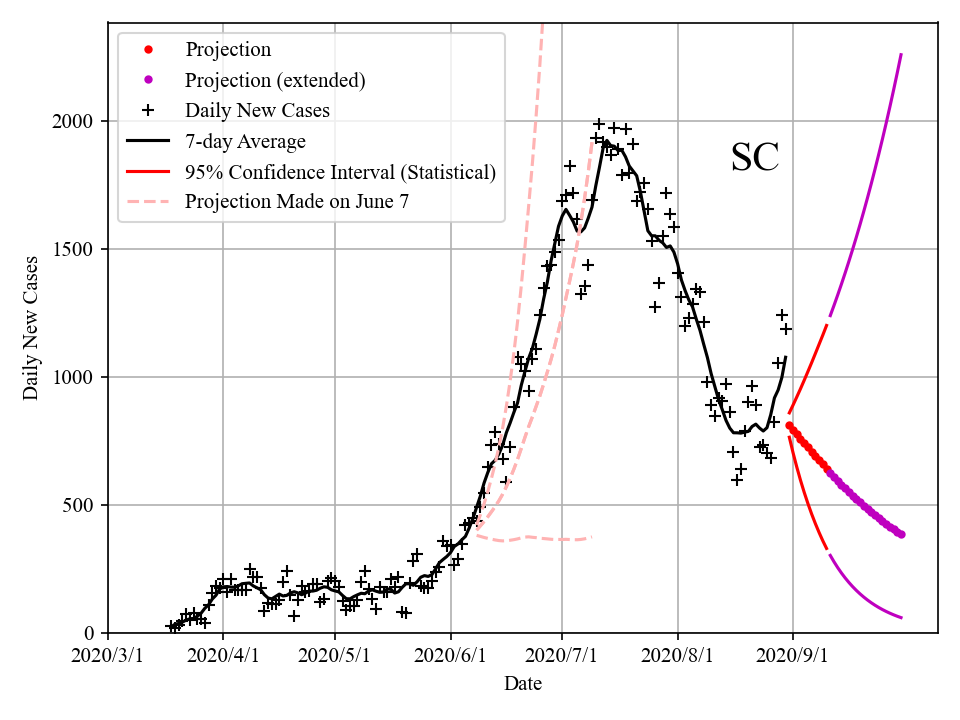 Projection
Projection (extended)
Daily New Cases
7-day Average
95% Confidence Interval (Statistical)
Projection Made on June 7
SC
Daily New Cases
2000
1500
1000
500
0
2020/3/1 2020/4/1 2020/5/1 2020/6/1 2020/7/1 2020/8/1 2020/9/1
Date